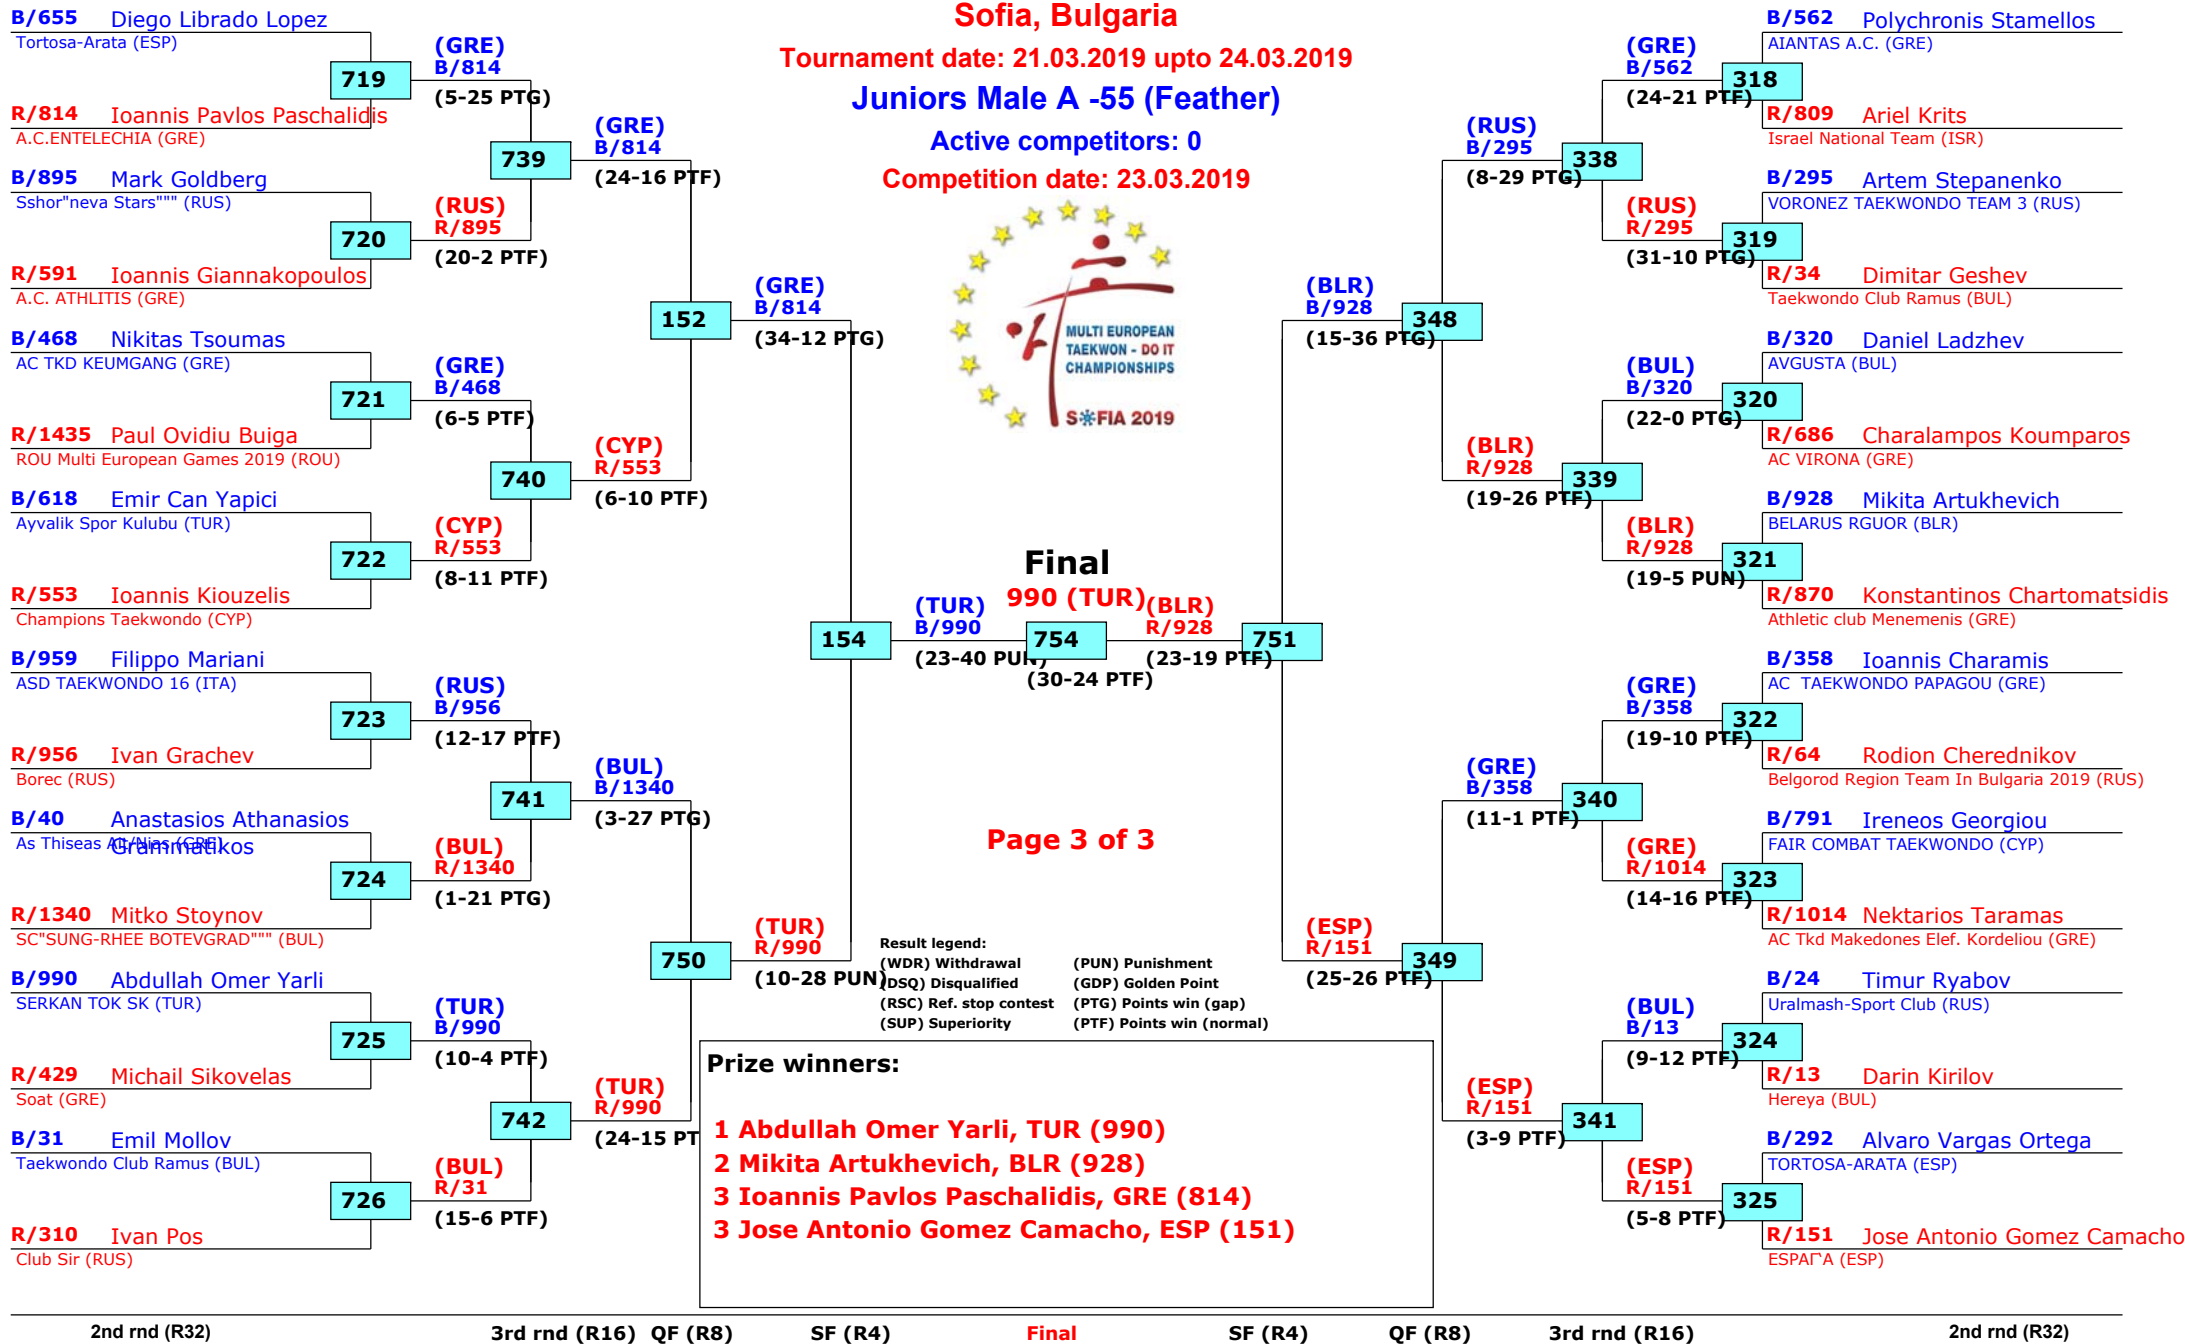 Sofia, Bulgaria
Tournament date: 21.03.2019 upto 24.03.2019
Juniors Male A -55 (Feather)
Active competitors: 0
Competition date: 23.03.2019
MULTI EUROPEAN
TAEKWON - DO IT
CHAMPIONSHIPS
S FIA 2019
B/655 Diego Librado Lopez
Tortosa-Arata (ESP)
719
R/814 Ioannis Pavlos Paschalidis
A.C.ENTELECHIA (GRE)
B/895 Mark Goldberg
Sshor"neva Stars""" (RUS)
720
R/591 Ioannis Giannakopoulos
A.C. ATHLITIS (GRE)
B/468 Nikitas Tsoumas
AC TKD KEUMGANG (GRE)
721
R/1435 Paul Ovidiu Buiga
ROU Multi European Games 2019 (ROU)
B/618 Emir Can Yapici
Ayvalik Spor Kulubu (TUR)
722
R/553 Ioannis Kiouzelis
Champions Taekwondo (CYP)
B/959 Filippo Mariani
ASD TAEKWONDO 16 (ITA)
723
R/956 Ivan Grachev
Borec (RUS)
B/40 Anastasios Athanasios
Grammatikos
As Thiseas (GRE)
724
R/1340 Mitko Stoynov
SC"SUNG-RHEE BOTEVGRAD""" (BUL)
B/990 Abdullah Omer Yarli
SERKAN TOK SK (TUR)
725
R/429 Michail Sikovelas
Soat (GRE)
B/31 Emil Mollov
Taekwondo Club Ramus (BUL)
726
R/310 Ivan Pos
Club Sir (RUS)
(GRE)
B/814
(5-25 PTG)
739
(RUS)
R/895
(20-2 PTF)
(GRE)
B/468
(6-5 PTF)
740
(CYP)
R/553
(8-11 PTF)
(RUS)
B/956
(12-17 PTF)
741
(BUL)
R/1340
(1-21 PTG)
(TUR)
B/990
(10-4 PTF)
742
(BUL)
R/31
(15-6 PTF)
(GRE)
B/814
(24-16 PTF)
152
(CYP)
R/553
(6-10 PTF)
(BUL)
B/1340
(3-27 PTG)
750
(TUR)
R/990
(24-15 PT
(GRE)
B/814
(34-12 PTG)
154
(TUR)
R/990
(10-28 PUN)
Final
990 (TUR)
(TUR)
B/990
(23-40 PUN)
754
(30-24 PTF)
(BLR)
R/928
(23-19 PTF)
751
Page 3 of 3
(BLR)
B/928
(15-36 PTG)
348
(ESP)
R/151
(25-26 PTF)
349
(RUS)
B/295
(8-29 PTG)
338
(BLR)
R/928
(19-26 PTF)
339
(GRE)
B/358
(11-1 PTF)
340
(ESP)
R/151
(3-9 PTF)
341
(GRE)
B/562
(24-21 PTF)
318
(RUS)
R/295
(31-10 PTG)
319
(BUL)
B/320
(22-0 PTG)
320
(BLR)
R/928
(19-5 PUN)
321
(GRE)
B/358
(19-10 PTF)
322
(GRE)
R/1014
(14-16 PTF)
323
(BUL)
B/13
(9-12 PTF)
324
(ESP)
R/151
(5-8 PTF)
325
B/562 Polychronis Stamellos
AIANTAS A.C. (GRE)
R/809 Ariel Krits
Israel National Team (ISR)
B/295 Artem Stepanenko
VORONEZ TAEKWONDO TEAM 3 (RUS)
R/34 Dimitar Geshev
Taekwondo Club Ramus (BUL)
B/320 Daniel Ladzhev
AVGUSTA (BUL)
R/686 Charalampos Koumparos
AC VIRONA (GRE)
B/928 Mikita Artukhevich
BELARUS RGUOR (BLR)
R/870 Konstantinos Chartomatsidis
Athletic club Menemenis (GRE)
B/358 Ioannis Charamis
AC TAEKWONDO PAPAGOU (GRE)
R/64 Rodion Cherednikov
Belgorod Region Team In Bulgaria 2019 (RUS)
B/791 Ireneos Georgiou
FAIR COMBAT TAEKWONDO (CYP)
R/1014 Nektarios Taramas
AC Tkd Makedones Elef. Kordeliou (GRE)
B/24 Timur Ryabov
Uralmash-Sport Club (RUS)
R/13 Darin Kirilov
Hereya (BUL)
B/292 Alvaro Vargas Ortega
TORTOSA-ARATA (ESP)
R/151 Jose Antonio Gomez Camacho
ESPAГ'A (ESP)
Result legend:
(WDR) Withdrawal (PUN) Punishment
(DSQ) Disqualified (GDP) Golden Point
(RSC) Ref. stop contest (PTG) Points win (gap)
(SUP) Superiority (PTF) Points win (normal)
Prize winners:
1 Abdullah Omer Yarli, TUR (990)
2 Mikita Artukhevich, BLR (928)
3 Ioannis Pavlos Paschalidis, GRE (814)
3 Jose Antonio Gomez Camacho, ESP (151)
2nd rnd (R32) 3rd rnd (R16) QF (R8) SF (R4) Final SF (R4) QF (R8) 3rd rnd (R16) 2nd rnd (R32)